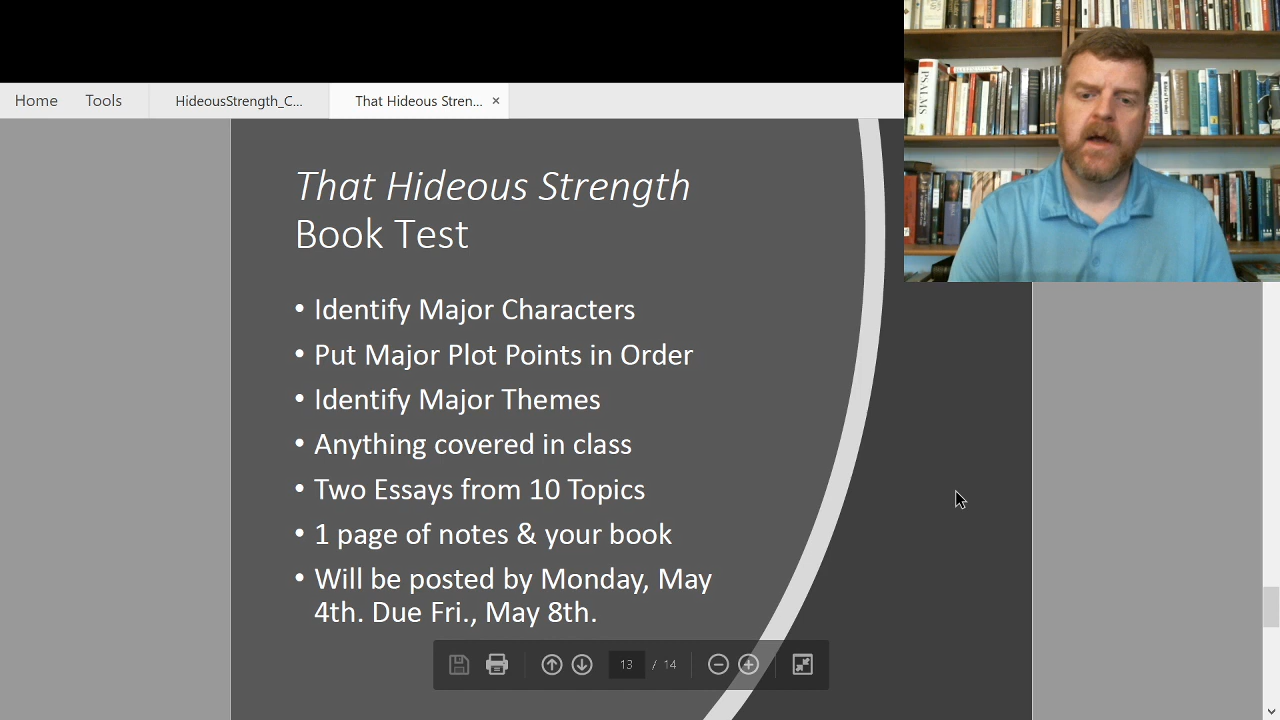 Home Tools HideousStrength_C... That Hideous Stren... ×
PSALMS
That Hideous Strength
Book Test
• Identify Major Characters
• Put Major Plot Points in Order
• Identify Major Themes
• Anything covered in class
• Two Essays from 10 Topics
• 1 page of notes & your book
• Will be posted by Monday, May
4th. Due Fri., May 8th.
13 / 14